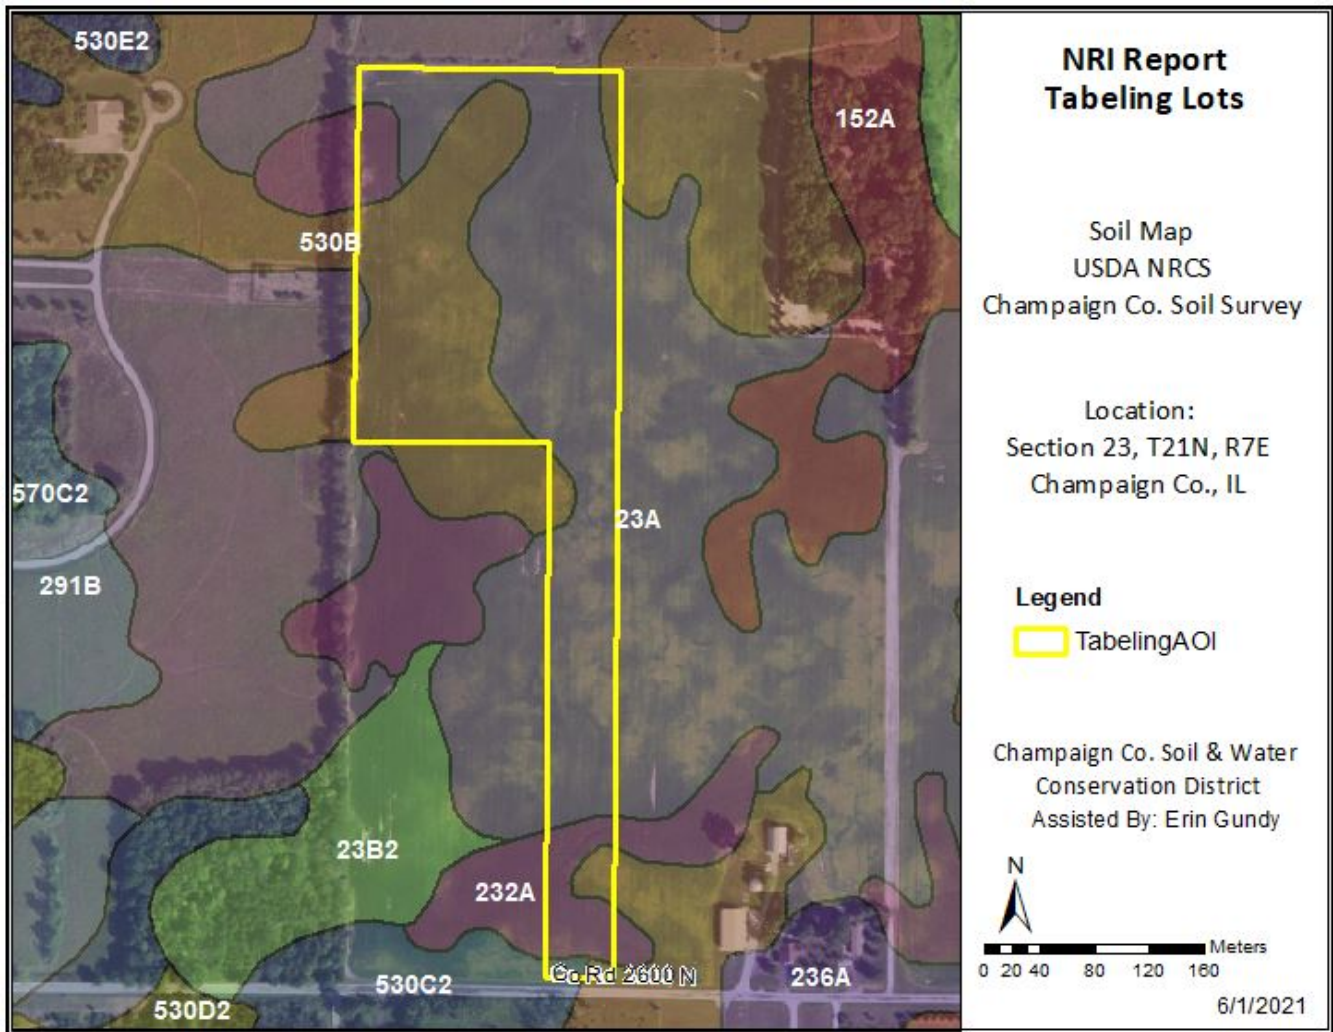 530E2
152A
530B
570C2
23A
291B
23B2
232A
Co Rd 2600 N
530C2
236A
530D2
NRI Report
Tabeling Lots
Soil Map
USDA NRCS
Champaign Co. Soil Survey
Location:
Section 23, T21N, R7E
Champaign Co., IL
Legend
TabelingAOI
Champaign Co. Soil & Water
Conservation District
Assisted By: Erin Gundy
N
Meters
0 20 40 80 120 160
6/1/2021